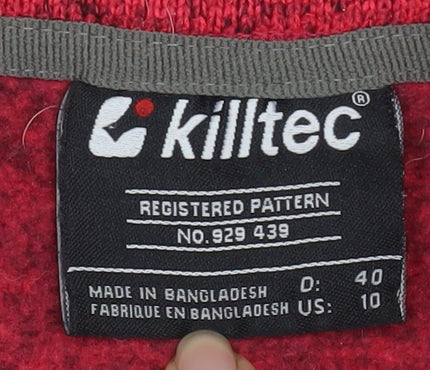 killtec®
REGISTERED PATTERN
NO. 929 439
MADE IN BANGLADESH D: 40
FABRIQUE EN BANGLADESH US: 10